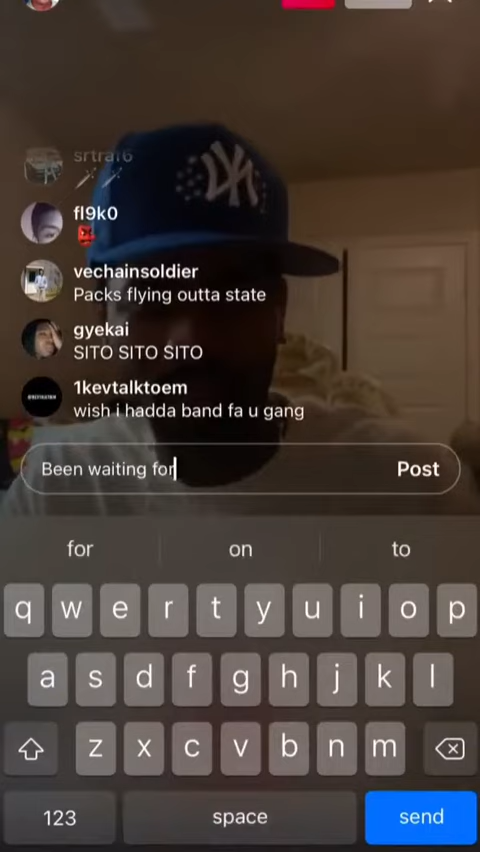 srtraf6
fl9k0
vechainsoldier
Packs flying outta state
gyekai
SITO SITO SITO
1kevtalktoem
wish i hadda band fa u gang
Been waiting for
Post
for on to
q w e r t y u i o p
a s d f g h j k l
z x c v b n m
123 space send